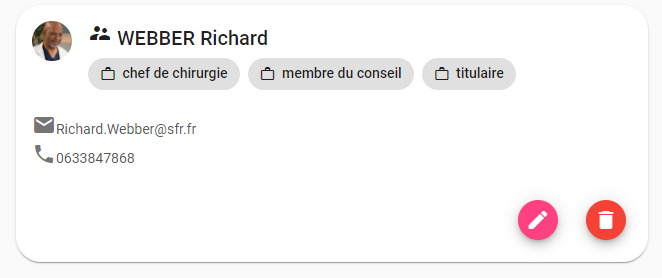 WEBBER Richard
chef de chirurgie membre du conseil titulaire
Richard.Webber@sfr.fr
0633847868